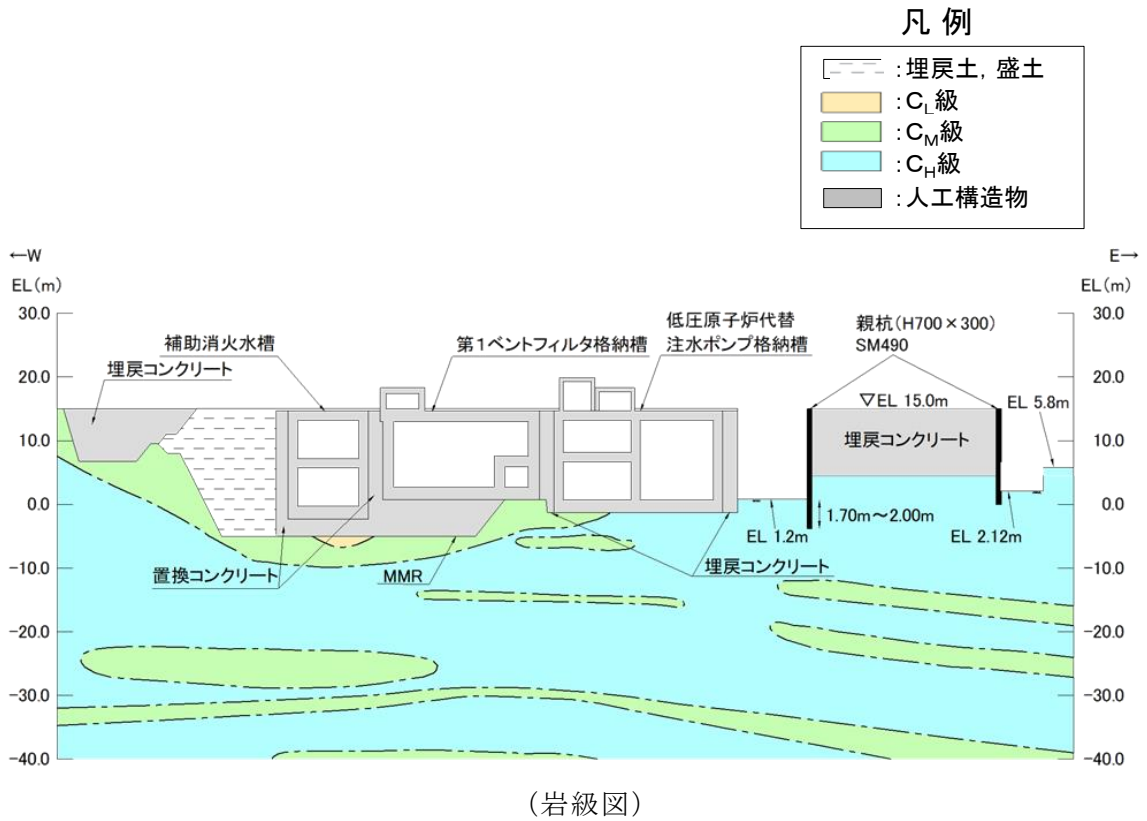 凡 例
：埋戻土，盛土
：CL級
：CM級
：CH級
：人工構造物
←W
E→
EL(m)
EL(m)
30.0
20.0
10.0
0.0
−10.0
−20.0
−30.0
−40.0
補助消火水槽
埋戻コンクリート
第1ベントフィルタ格納槽
低圧原子炉代替
注水ポンプ格納槽
親杭(H700×300)
SM490
▽EL 15.0m
EL 5.8m
埋戻コンクリート
1.70m～2.00m
EL 1.2m
EL 2.12m
置換コンクリート
MMR
埋戻コンクリート
30.0
20.0
10.0
0.0
−10.0
−20.0
−30.0
−40.0
(岩級図)